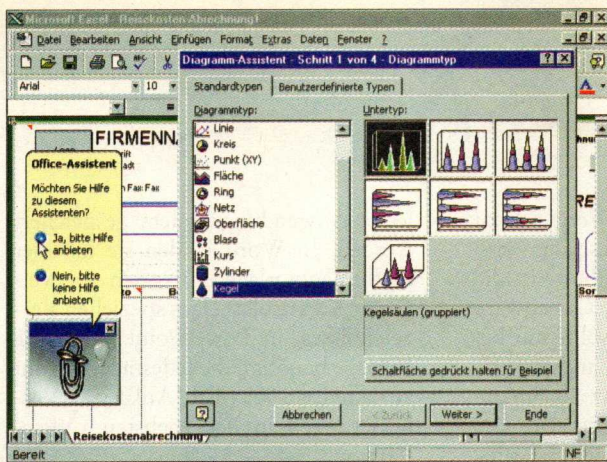 Microsoft Excel - Reisekosten-Abrechnung1
Datei Bearbeiten Ansicht Einfügen Format Extras Daten Fenster ?
Diagramm-Assistent - Schritt 1 von 4 - Diagrammtyp
Arial
10
Standardtypen
Benutzerdefinierte Typen
Diagrammtyp:
Linie
Kreis
Punkt (XY)
Fläche
Ring
Netz
Oberfläche
Blase
Kurs
Zylinder
Kegel
Untertyp:
Kegelsäulen (gruppiert)
Schaltfläche gedrückt halten für Beispiel
Abbrechen
< Zurück
Weiter >
Ende
FIRMENNA
Fax: Fax
Office-Assistent
Möchten Sie Hilfe
zu diesem
Assistenten?
Ja, bitte Hilfe
anbieten
Nein, bitte
keine Hilfe
anbieten
Reisekostenabrechnung
Bereit
NF